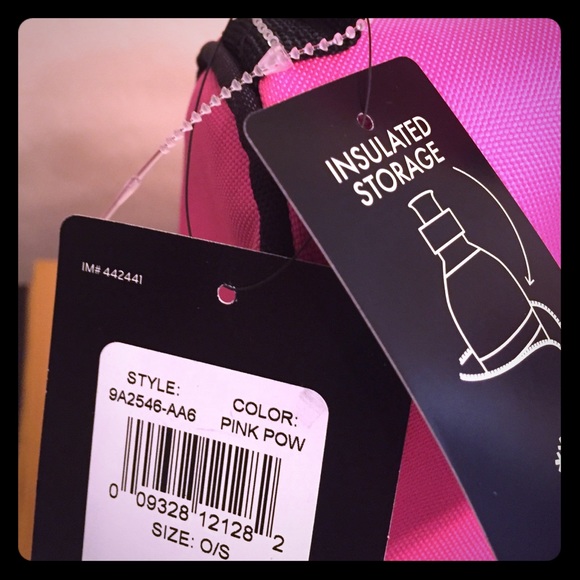 INSULATED
STORAGE
IM# 442441
STYLE:
9A2546-AA6
COLOR:
PINK POW
0 09328 12128 2
SIZE: O/S